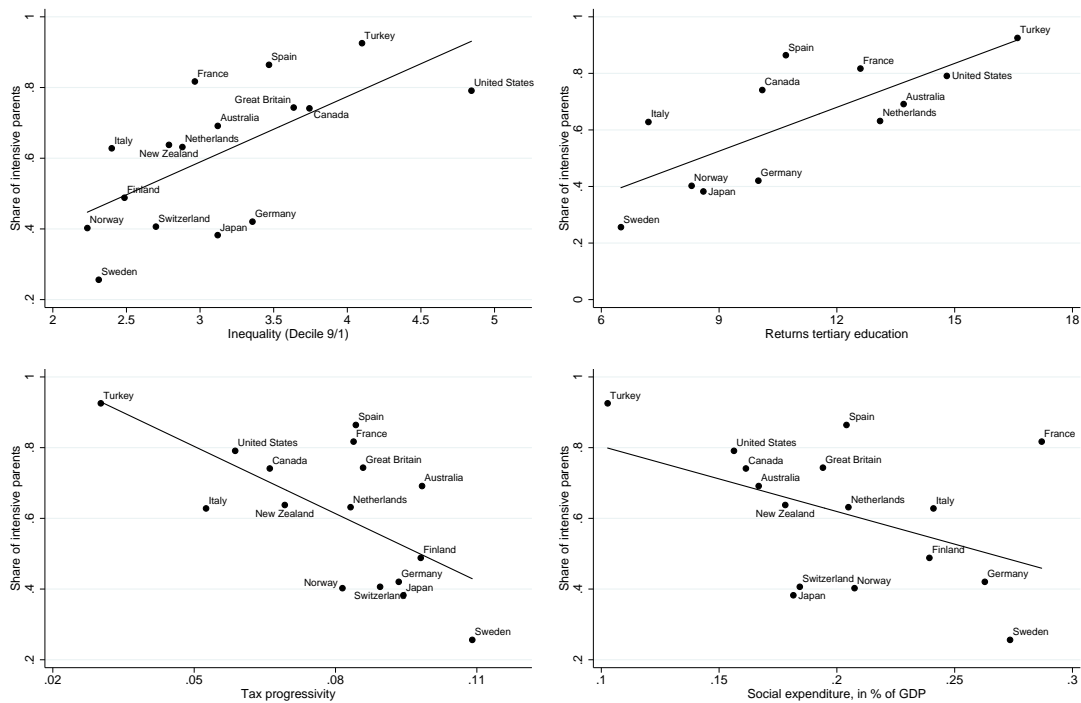 Share of intensive parents
1
.8
.6
.4
.2
Turkey
Spain
France
United States
Great Britain
Canada
Australia
Italy
Netherlands
New Zealand
Finland
Norway
Switzerland
Germany
Japan
Sweden
2 2.5 3 3.5 4 4.5 5
Inequality (Decile 9/1)
Share of intensive parents
1
.8
.6
.4
.2
0
Turkey
Spain
France
United States
Canada
Australia
Netherlands
Italy
Norway
Germany
Japan
Sweden
6 9 12 15 18
Returns tertiary education
Share of intensive parents
1
.8
.6
.4
.2
Turkey
Spain
France
United States
Canada
Great Britain
Australia
Italy
Netherlands
New Zealand
Finland
Germany
Norway
Japan
Switzerland
Sweden
.02 .05 .08 .11
Tax progressivity
Share of intensive parents
1
.8
.6
.4
.2
Turkey
Spain
France
United States
Canada
Great Britain
Australia
Netherlands
Italy
New Zealand
Finland
Switzerland
Norway
Germany
Japan
Sweden
.1 .15 .2 .25 .3
Social expenditure, in % of GDP